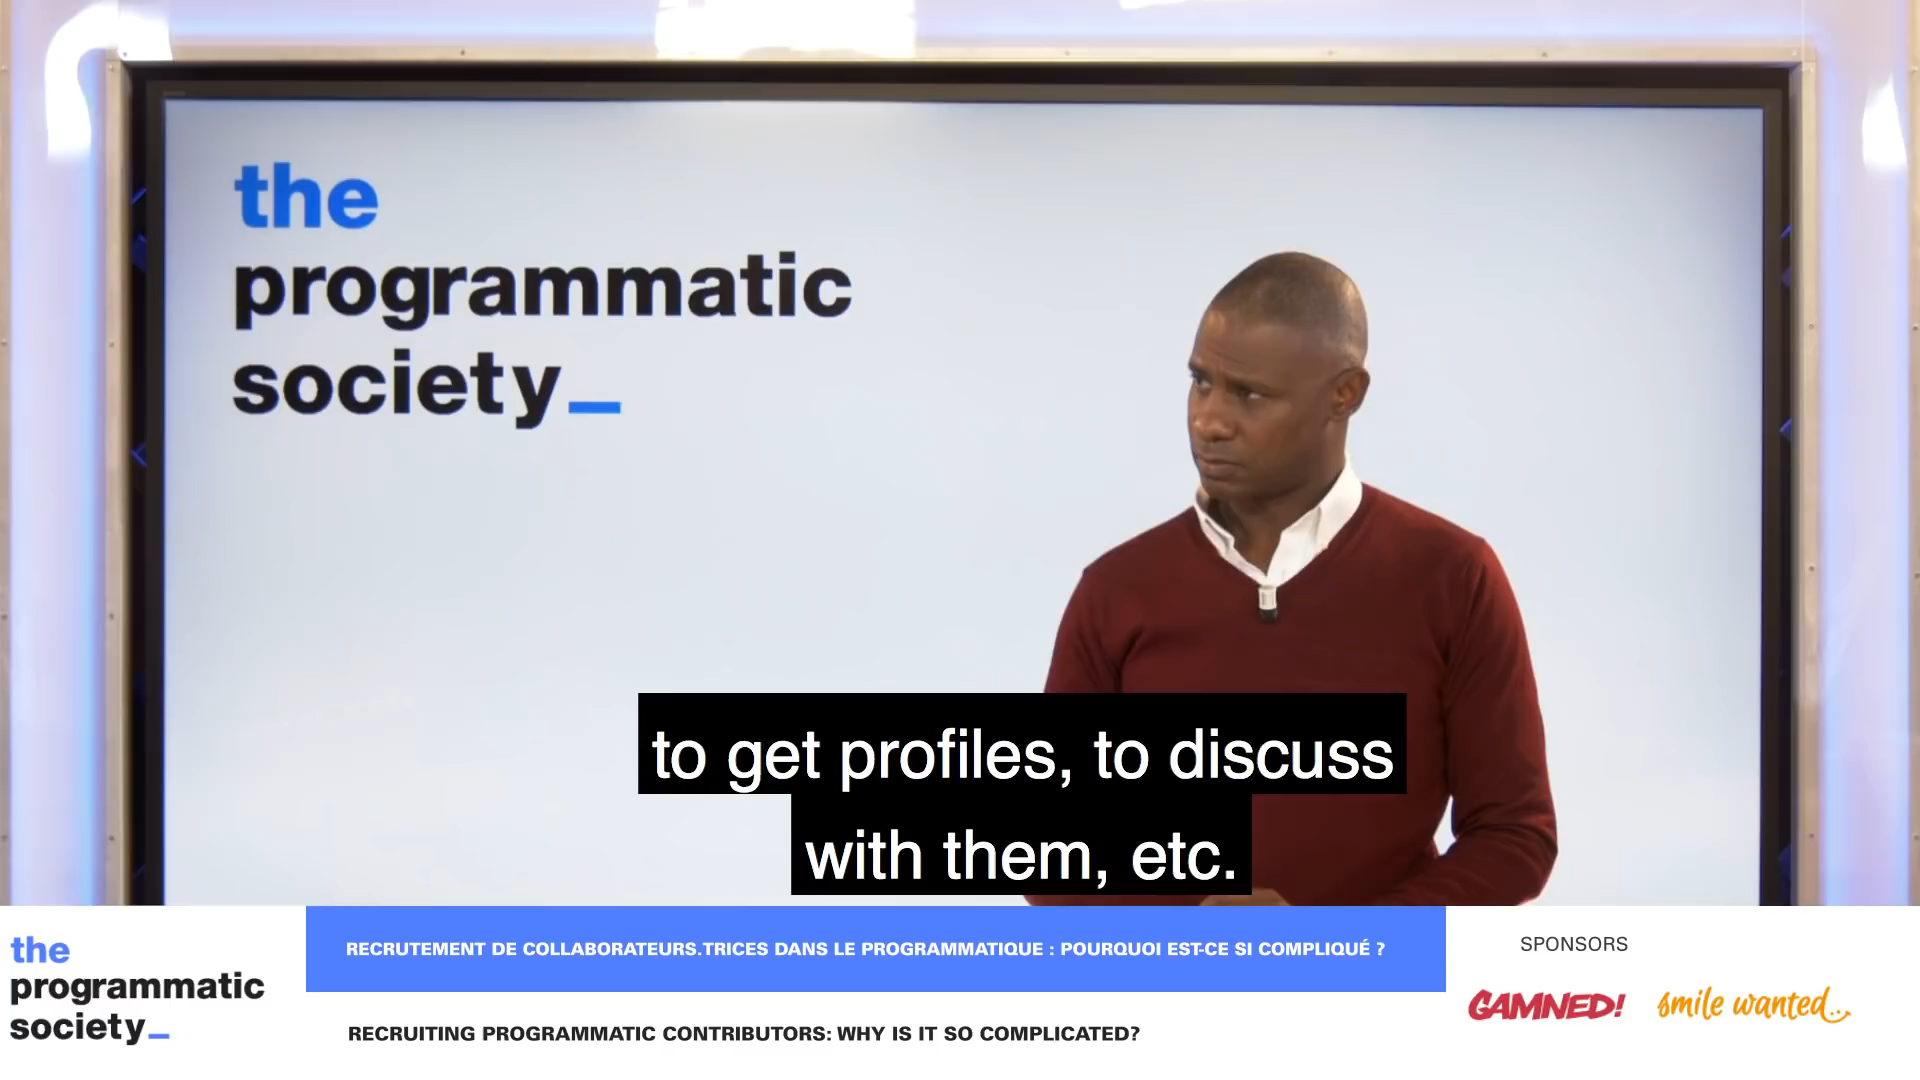 the
programmatic
society_
to get profiles, to discuss
with them, etc.
the
programmatic
society_
RECRUTEMENT DE COLLABORATEURS.TRICES DANS LE PROGRAMMATIQUE : POURQUOI EST-CE SI COMPLIQUÉ ?
RECRUITING PROGRAMMATIC CONTRIBUTORS: WHY IS IT SO COMPLICATED?
SPONSORS
GAMNED!
smile wanted